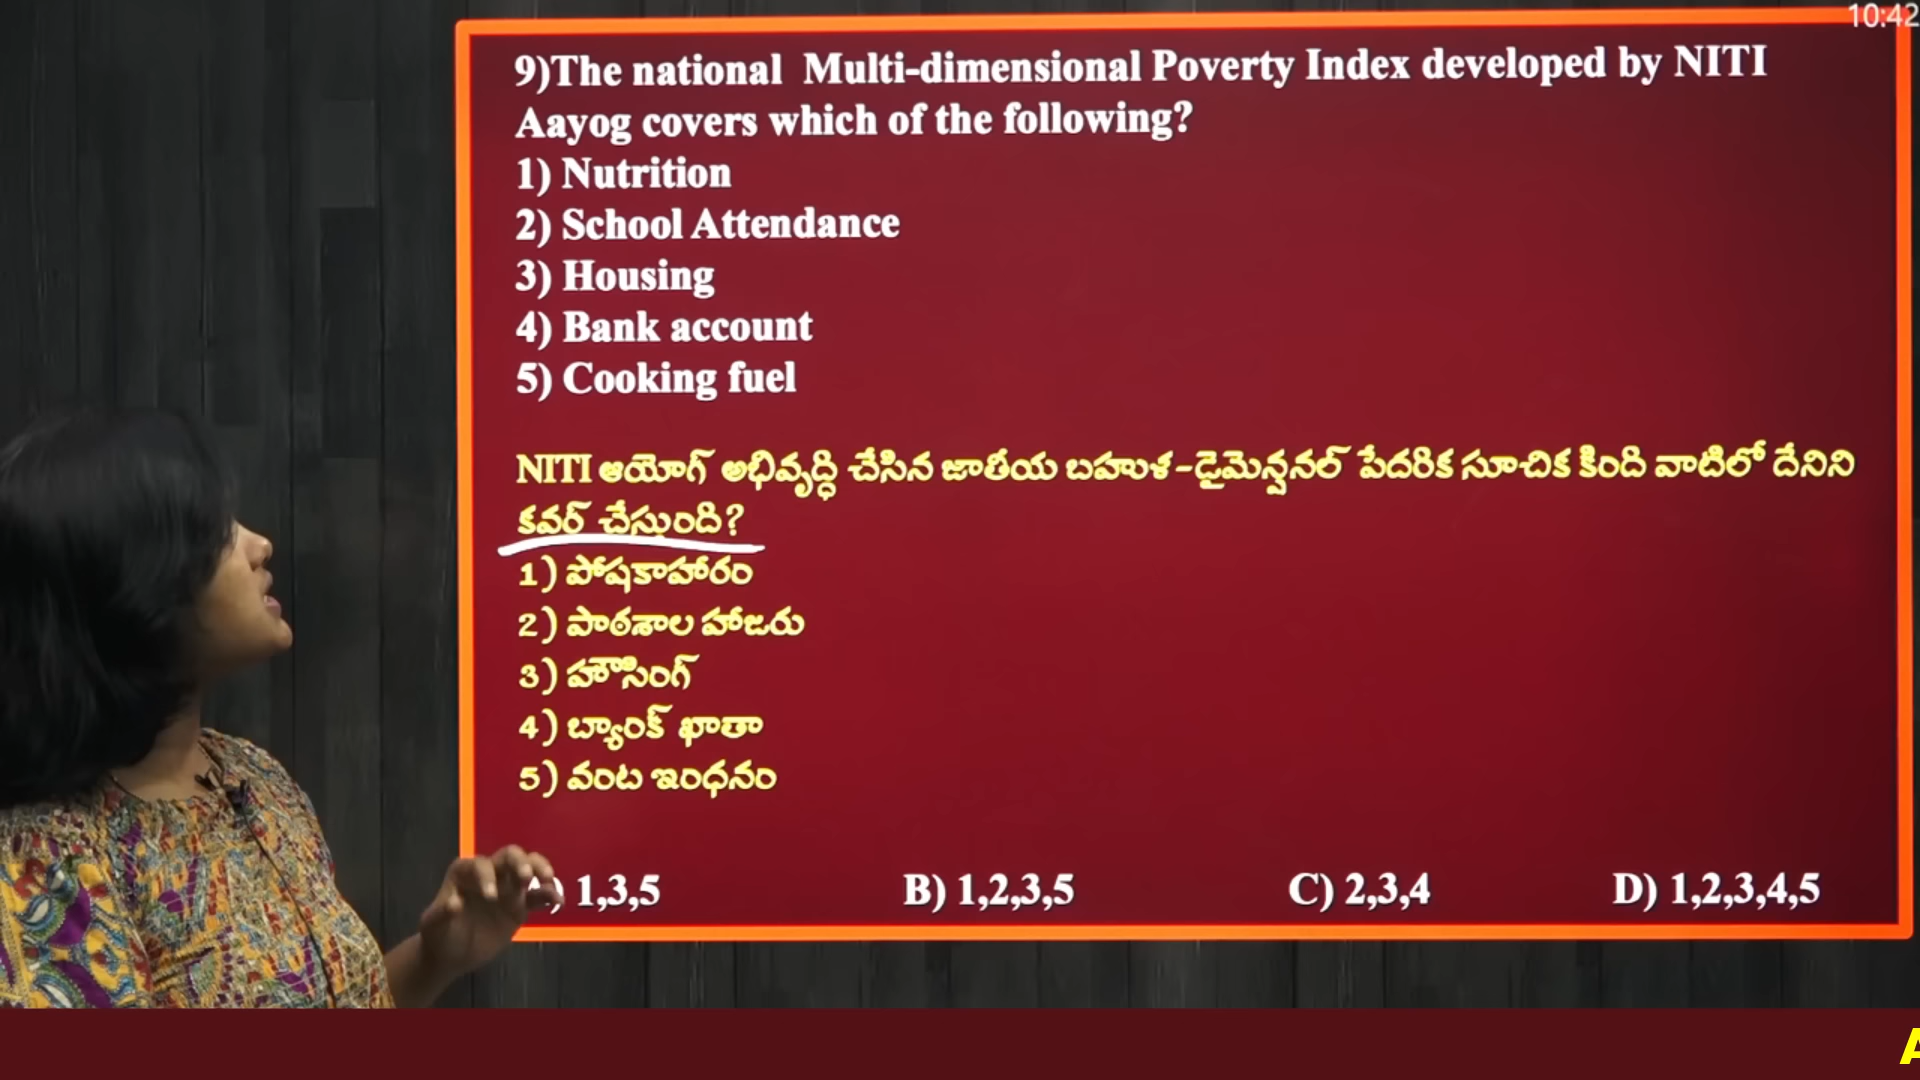 10:42
9)The national Multi-dimensional Poverty Index developed by NITI
Aayog covers which of the following?
1) Nutrition
2) School Attendance
3) Housing
4) Bank account
5) Cooking fuel
NITI ఆయోగ్ అభివృద్ధి చేసిన జాతీయ బహుళ-డైమెన్షనల్ పేదరిక సూచిక కింది వాటిలో దేనిని
కవర్ చేస్తుంది?
1) పోషకాహారం
2) పాఠశాల హాజరు
3) హౌసింగ్
4) బ్యాంక్ ఖాతా
5) వంట ఇంధనం
A) 1,3,5 B) 1,2,3,5 C) 2,3,4 D) 1,2,3,4,5